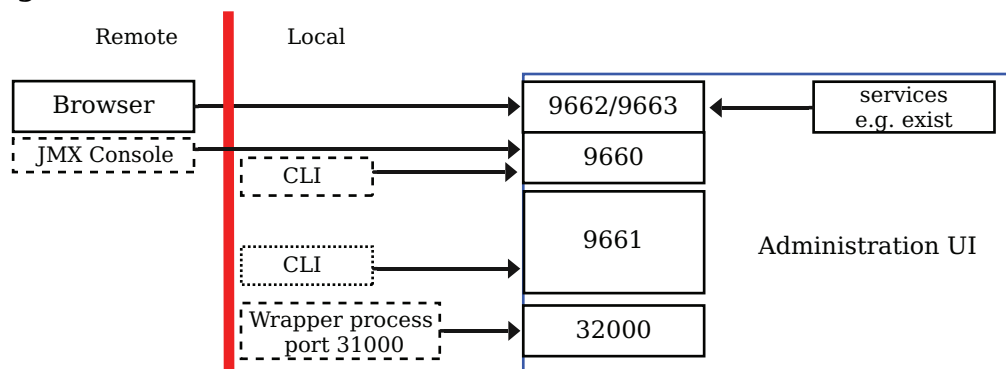 Remote
Local
Browser
9662/9663
services
e.g. exist
JMX Console
9660
CLI
9661
Administration UI
CLI
Wrapper process
port 31000
32000